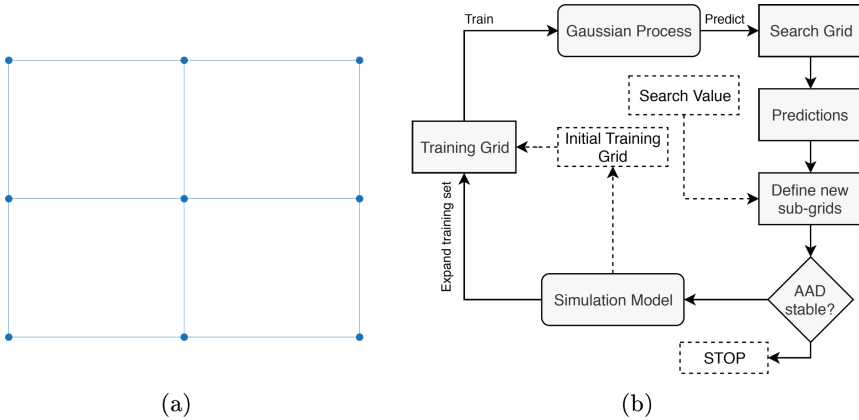 Train
Gaussian Process
Predict
Search Grid
Search Value
Predictions
Training Grid
Initial Training
Grid
Define new
sub-grids
Expand training set
Simulation Model
AAD
stable?
STOP
(a)
(b)